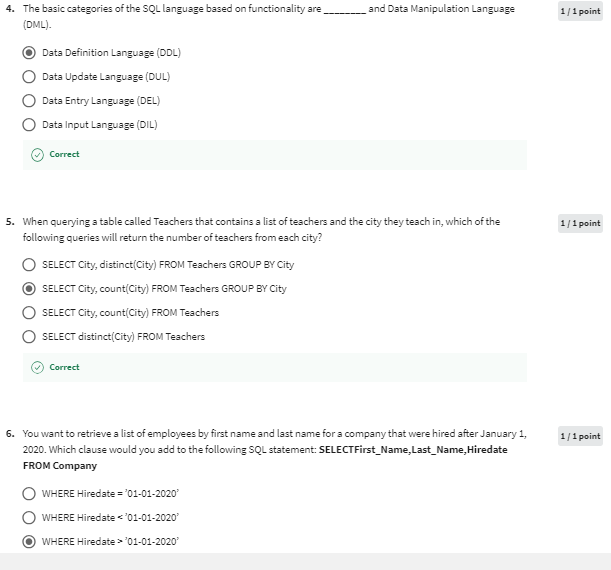 4. The basic categories of the SQL language based on functionality are ________ and Data Manipulation Language
1 / 1 point
(DML).
Data Definition Language (DDL)
Data Update Language (DUL)
Data Entry Language (DEL)
Data Input Language (DIL)
Correct
5. When querying a table called Teachers that contains a list of teachers and the city they teach in, which of the
1 / 1 point
following queries will return the number of teachers from each city?
SELECT City, distinct(City) FROM Teachers GROUP BY City
SELECT City, count(City) FROM Teachers GROUP BY City
SELECT City, count(City) FROM Teachers
SELECT distinct(City) FROM Teachers
Correct
6. You want to retrieve a list of employees by first name and last name for a company that were hired after January 1,
1 / 1 point
2020. Which clause would you add to the following SQL statement: SELECTFirst_Name,Last_Name,Hiredate
FROM Company
WHERE Hiredate = '01-01-2020'
WHERE Hiredate < '01-01-2020'
WHERE Hiredate > '01-01-2020'